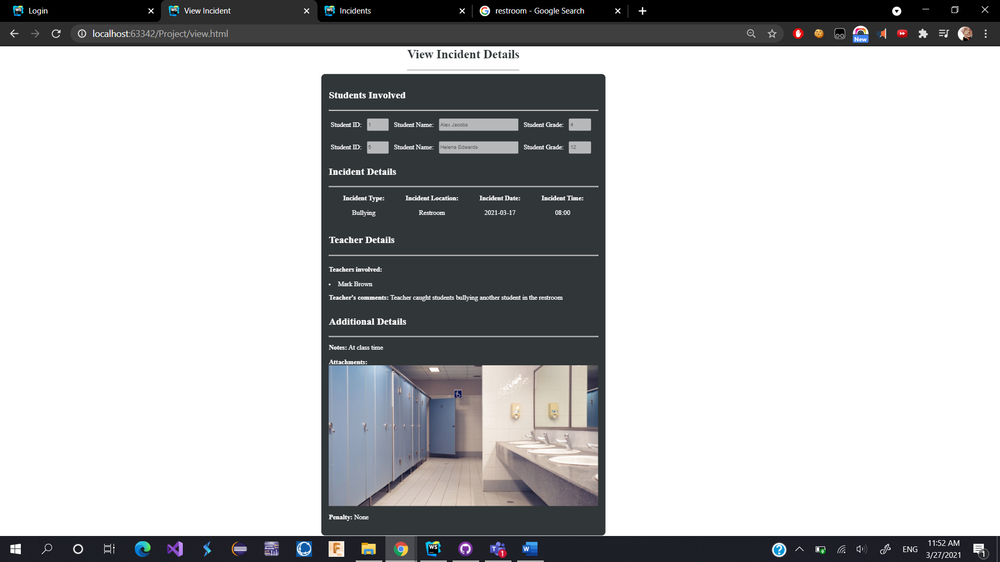 Login
View Incident
Incidents
restroom - Google Search
localhost:63342/Project/view.html
New
View Incident Details
Students Involved
Student ID: 1 Student Name: Alex Jacobs Student Grade: 4
Student ID: 5 Student Name: Helena Edwards Student Grade: 12
Incident Details
Incident Type: Incident Location: Incident Date: Incident Time:
Bullying Restroom 2021-03-17 08:00
Teacher Details
Teachers involved:
• Mark Brown
Teacher's comments: Teacher caught students bullying another student in the restroom
Additional Details
Notes: At class time
Attachments:
Penalty: None
ENG
11:52 AM
3/27/2021
1